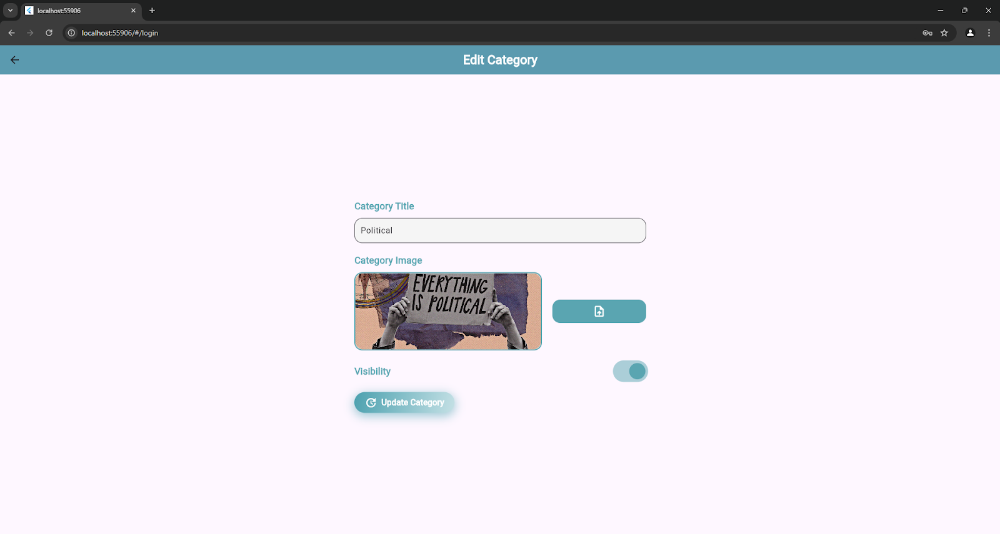 localhost:55906
localhost:55906/#/login
Edit Category
Category Title
Political
Category Image
EVERYTHING
IS POLITICAL
Visibility
Update Category